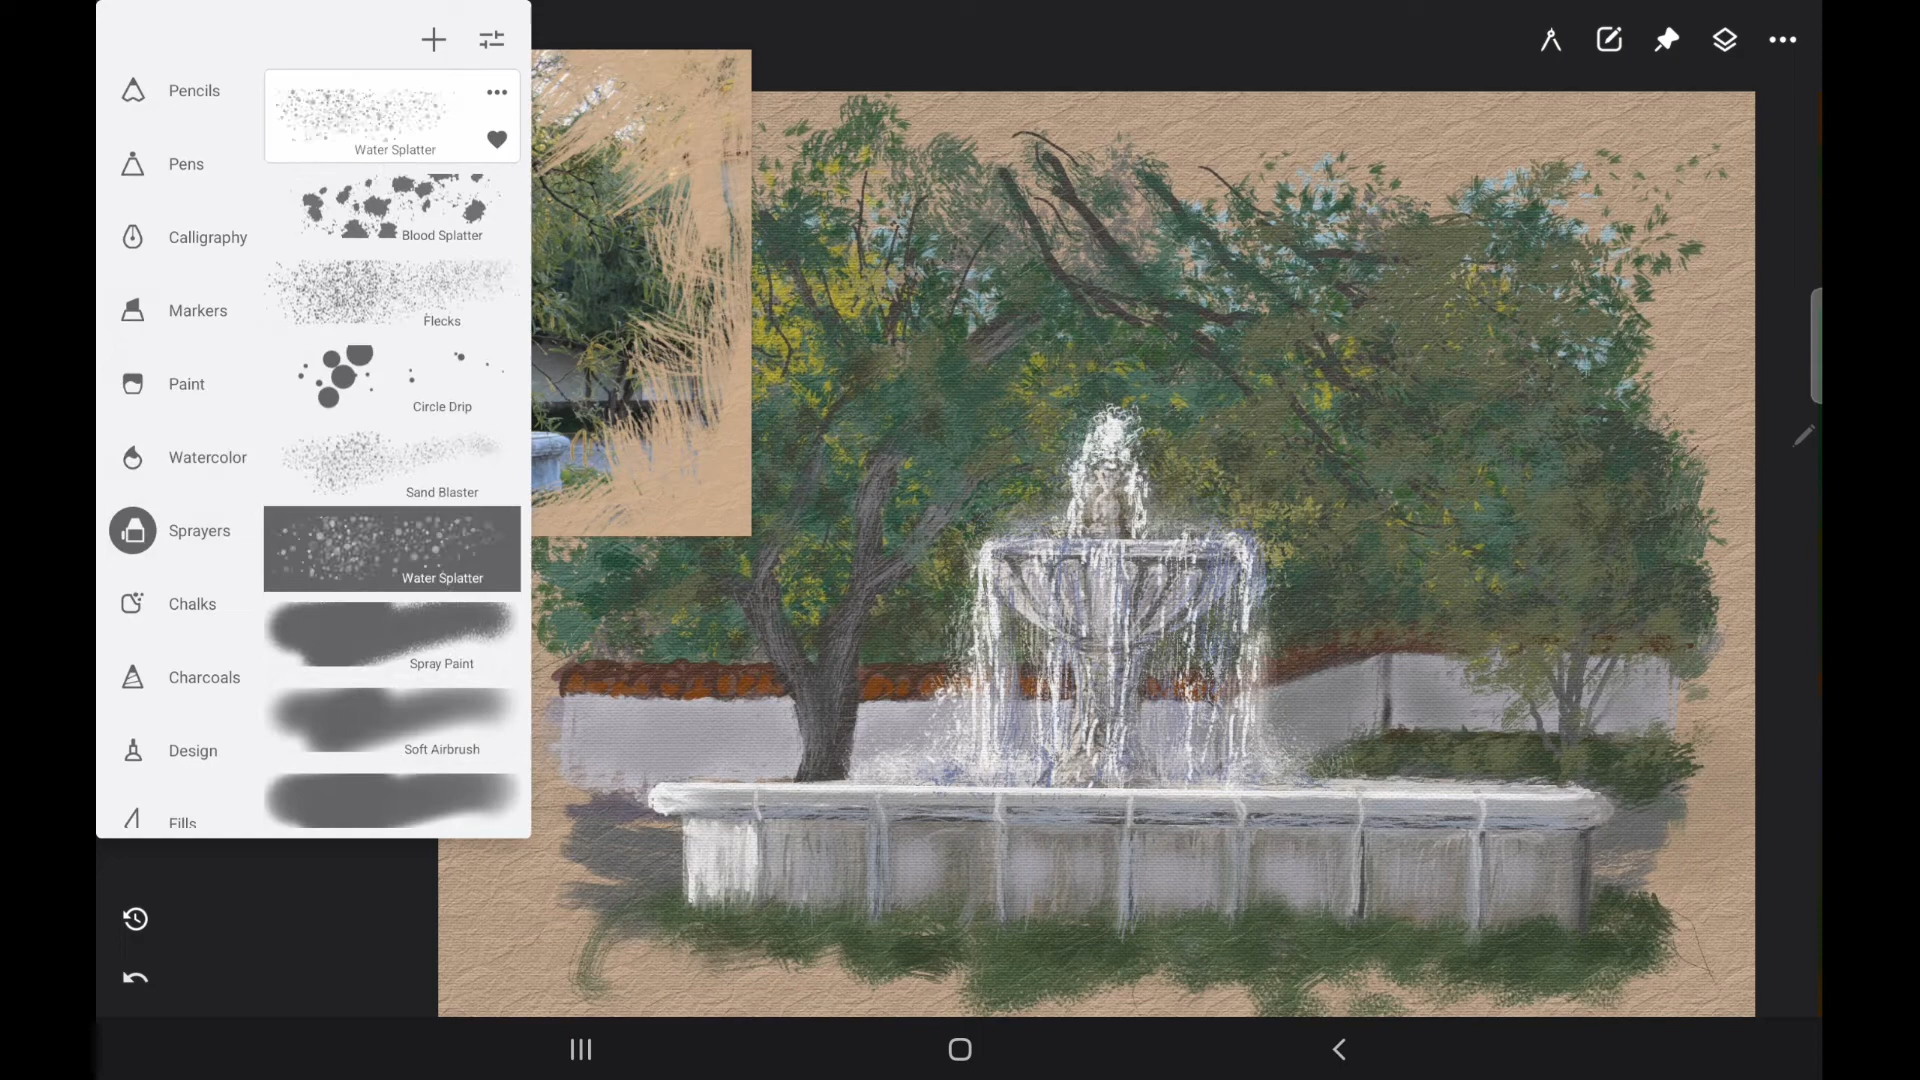 Pencils
Pens
Calligraphy
Markers
Paint
Watercolor
Sprayers
Chalks
Charcoals
Design
Fills
Water Splatter
Blood Splatter
Flecks
Circle Drip
Sand Blaster
Water Splatter
Spray Paint
Soft Airbrush